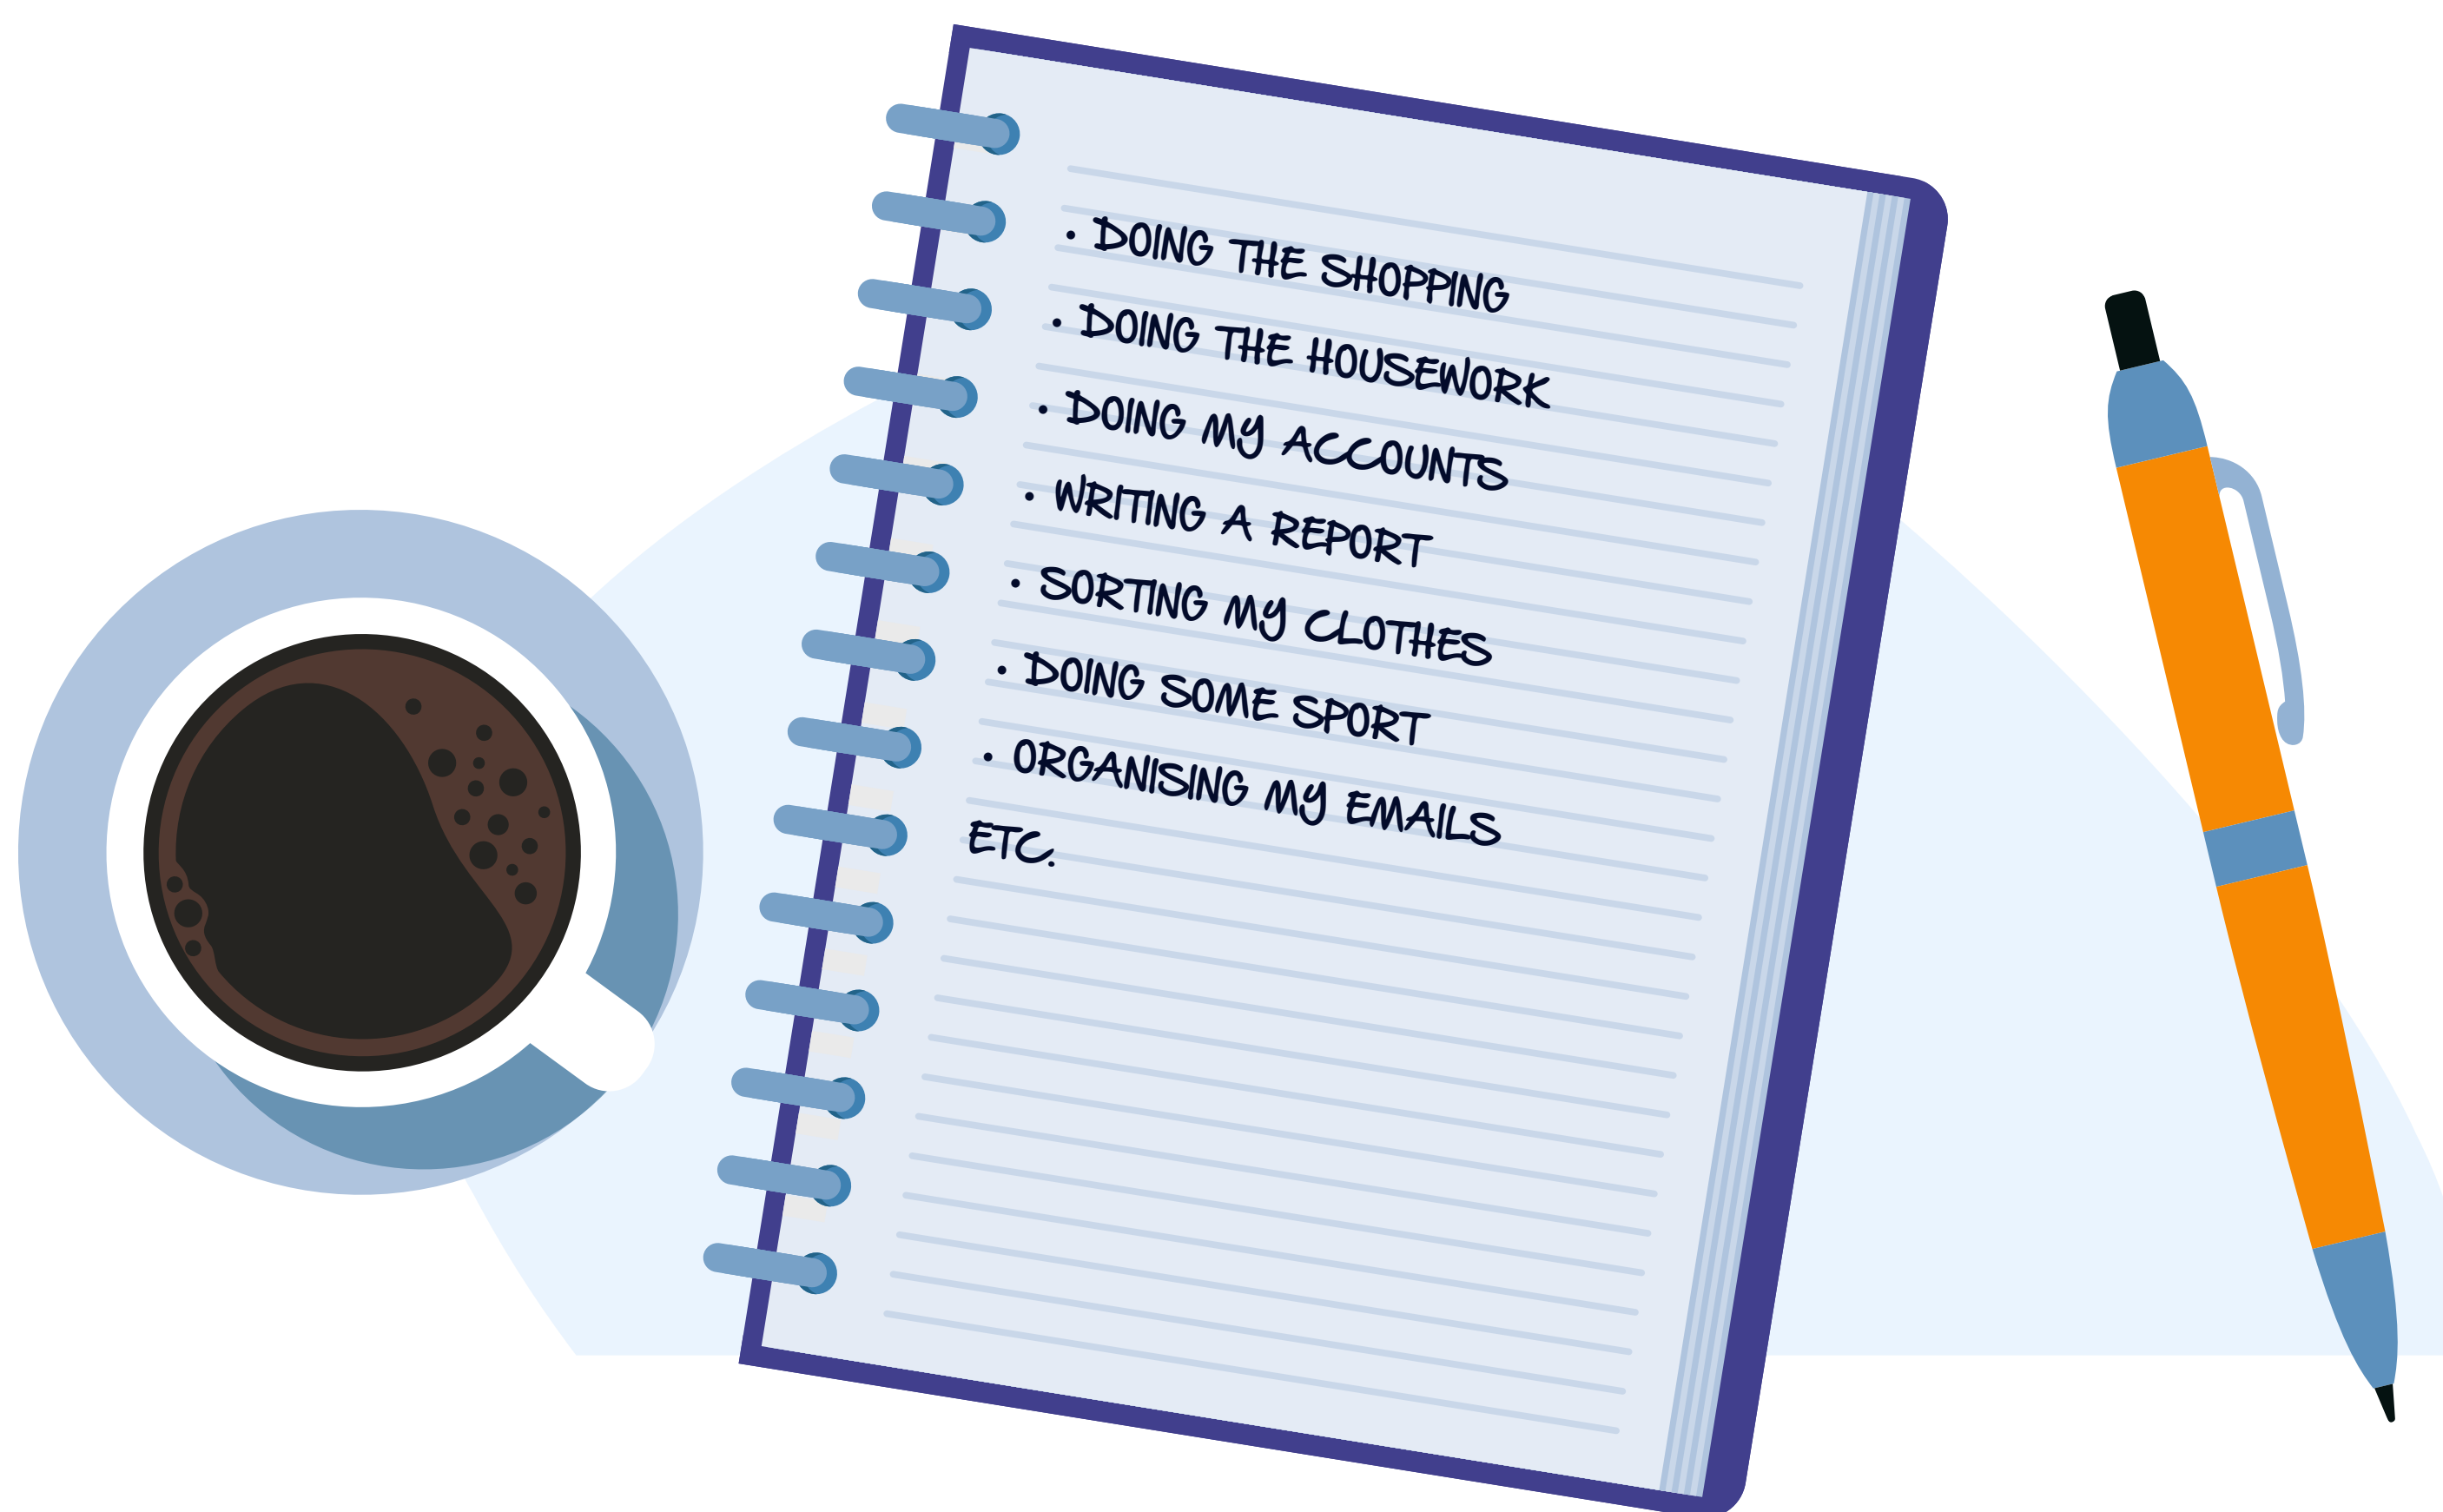 • DOING THE SHOPPING
• DOING THE HOUSEWORK
• DOING MY ACCOUNTS
• WRITING A REPORT
• SORTING MY CLOTHES
• DOING SOME SPORT
• ORGANISING MY EMAILS
ETC.